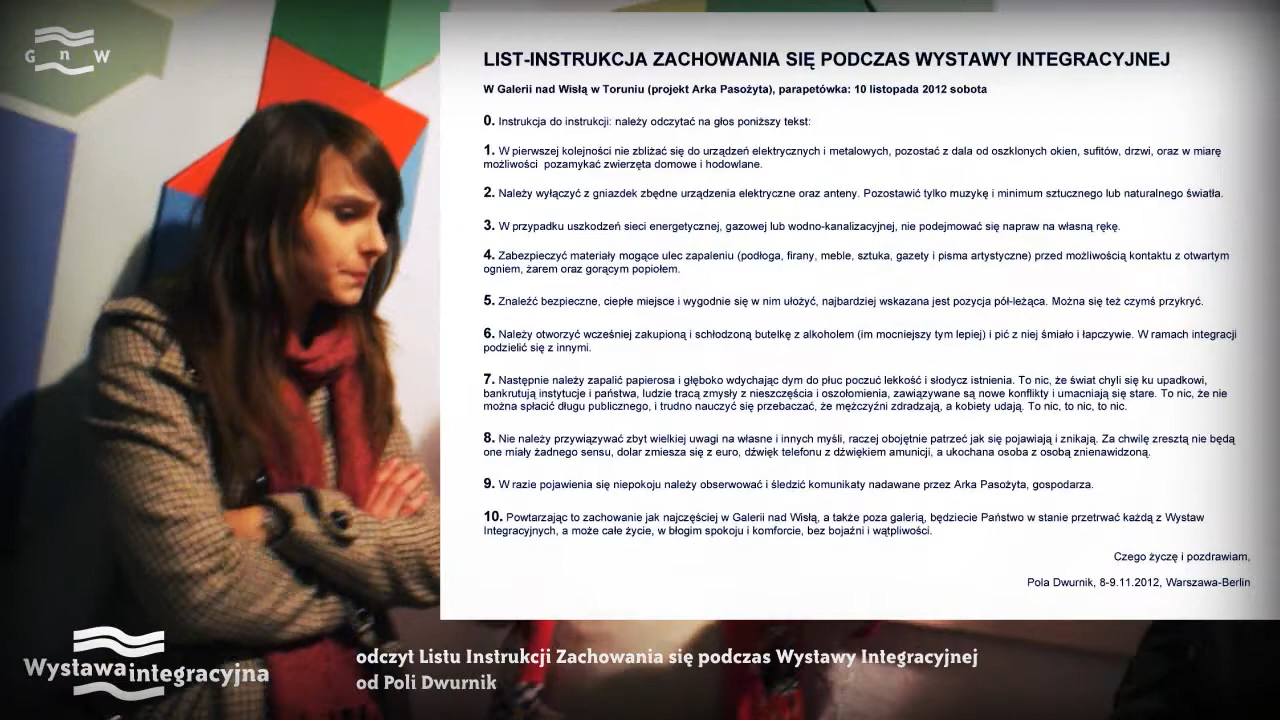 G n W
LIST-INSTRUKCJA ZACHOWANIA SIĘ PODCZAS WYSTAWY INTEGRACYJNEJ
W Galerii nad Wisłą w Toruniu (projekt Arka Pasożyta), parapetówka: 10 listopada 2012 sobota
0. Instrukcja do instrukcji: należy odczytać na głos poniższy tekst:
1. W pierwszej kolejności nie zbliżać się do urządzeń elektrycznych i metalowych, pozostać z dala od oszklonych okien, sufitów, drzwi, oraz w miarę
możliwości pozamykać zwierzęta domowe i hodowlane.
2. Należy wyłączyć z gniazdek zbędne urządzenia elektryczne oraz anteny. Pozostawić tylko muzykę i minimum sztucznego lub naturalnego światła.
3. W przypadku uszkodzeń sieci energetycznej, gazowej lub wodno-kanalizacyjnej, nie podejmować się napraw na własną rękę.
4. Zabezpieczyć materiały mogące ulec zapaleniu (podłoga, firany, meble, sztuka, gazety i pisma artystyczne) przed możliwością kontaktu z otwartym
ogniem, żarem oraz gorącym popiołem.
5. Znaleźć bezpieczne, ciepłe miejsce i wygodnie się w nim ułożyć, najbardziej wskazana jest pozycja pół-leżąca. Można się też czymś przykryć.
6. Należy otworzyć wcześniej zakupioną i schłodzoną butelkę z alkoholem (im mocniejszy tym lepiej) i pić z niej śmiało i łapczywie. W ramach integracji
podzielić się z innymi.
7. Następnie należy zapalić papierosa i głęboko wdychając dym do płuc poczuć lekkość i słodycz istnienia. To nic, że świat chyli się ku upadkowi,
bankrutują instytucje i państwa, ludzie tracą zmysły z nieszczęścia i oszołomienia, zawiązywane są nowe konflikty i umacniają się stare. To nic, że nie
można spłacić długu publicznego, i trudno nauczyć się przebaczać, że mężczyźni zdradzają, a kobiety udają. To nic, to nic, to nic.
8. Nie należy przywiązywać zbyt wielkiej uwagi na własne i innych myśli, raczej obojętnie patrzeć jak się pojawiają i znikają. Za chwilę zresztą nie będą
one miały żadnego sensu, dolar zmiesza się z euro, dźwięk telefonu z dźwiękiem amunicji, a ukochana osoba z osobą znienawidzoną.
9. W razie pojawienia się niepokoju należy obserwować i śledzić komunikaty nadawane przez Arka Pasożyta, gospodarza.
10. Powtarzając to zachowanie jak najczęściej w Galerii nad Wisłą, a także poza galerią, będziecie Państwo w stanie przetrwać każdą z Wystaw
Integracyjnych, a może całe życie, w błogim spokoju i komforcie, bez bojaźni i wątpliwości.
Czego życzę i pozdrawiam,
Pola Dwurnik, 8-9.11.2012, Warszawa-Berlin
Wystawa integracyjna
odczyt Listu Instrukcji Zachowania się podczas Wystawy Integracyjnej
od Poli Dwurnik